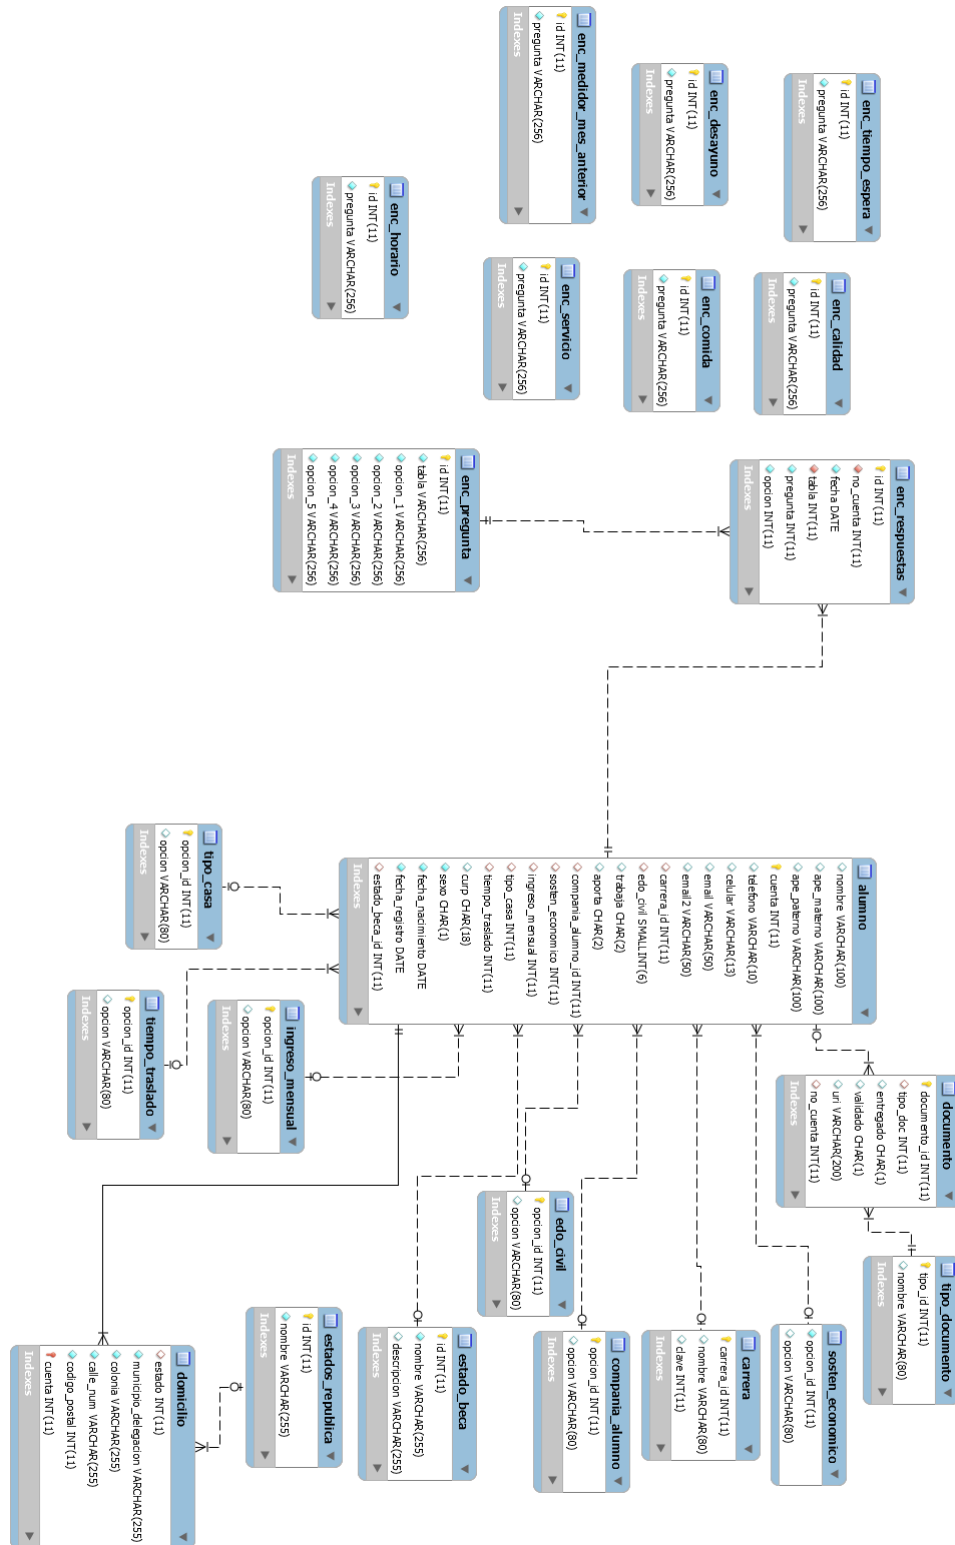 enc_tiempo_espera
id INT(11)
pregunta VARCHAR(256)
Indexes
enc_desayuno
id INT(11)
pregunta VARCHAR(256)
Indexes
enc_medidor_mes_anterior
id INT(11)
pregunta VARCHAR(256)
Indexes
enc_calidad
id INT(11)
pregunta VARCHAR(256)
Indexes
enc_comida
id INT(11)
pregunta VARCHAR(256)
Indexes
enc_servicio
id INT(11)
pregunta VARCHAR(256)
Indexes
enc_horario
id INT(11)
pregunta VARCHAR(256)
Indexes
enc_respuestas
id INT(11)
no_cuenta INT(11)
fecha DATE
tabla INT(11)
pregunta INT(11)
opcion INT(11)
Indexes
enc_pregunta
id INT(11)
tabla VARCHAR(256)
opcion_1 VARCHAR(256)
opcion_2 VARCHAR(256)
opcion_3 VARCHAR(256)
opcion_4 VARCHAR(256)
opcion_5 VARCHAR(256)
Indexes
alumno
nombre VARCHAR(100)
ape_materno VARCHAR(100)
ape_paterno VARCHAR(100)
cuenta INT(11)
telefono VARCHAR(10)
celular VARCHAR(13)
email VARCHAR(50)
email2 VARCHAR(50)
carrera_id INT(11)
edo_civil SMALLINT(6)
trabaja CHAR(2)
aporta CHAR(2)
compania_alumno_id INT(11)
sosten_economico INT(11)
ingreso_mensual INT(11)
tipo_casa INT(11)
tiempo_traslado INT(11)
curp CHAR(18)
sexo CHAR(1)
fecha_nacimiento DATE
fecha_registro DATE
estado_beca_id INT(11)
Indexes
tipo_casa
opcion_id INT(11)
opcion VARCHAR(80)
Indexes
tiempo_traslado
opcion_id INT(11)
opcion VARCHAR(80)
Indexes
ingreso_mensual
opcion_id INT(11)
opcion VARCHAR(80)
Indexes
documento
documento_id INT(11)
tipo_doc INT(11)
entregado CHAR(1)
validado CHAR(1)
uri VARCHAR(200)
no_cuenta INT(11)
Indexes
tipo_documento
tipo_id INT(11)
nombre VARCHAR(80)
Indexes
edo_civil
opcion_id INT(11)
opcion VARCHAR(80)
Indexes
sosten_economico
opcion_id INT(11)
opcion VARCHAR(80)
Indexes
carrera
carrera_id INT(11)
nombre VARCHAR(80)
clave INT(11)
Indexes
compania_alumno
opcion_id INT(11)
opcion VARCHAR(80)
Indexes
estado_beca
id INT(11)
nombre VARCHAR(255)
descripcion VARCHAR(255)
Indexes
estados_republica
id INT(11)
nombre VARCHAR(255)
Indexes
domicilio
estado INT(11)
municipio_delegacion VARCHAR(255)
colonia VARCHAR(255)
calle_num VARCHAR(255)
codigo_postal INT(11)
cuenta INT(11)
Indexes